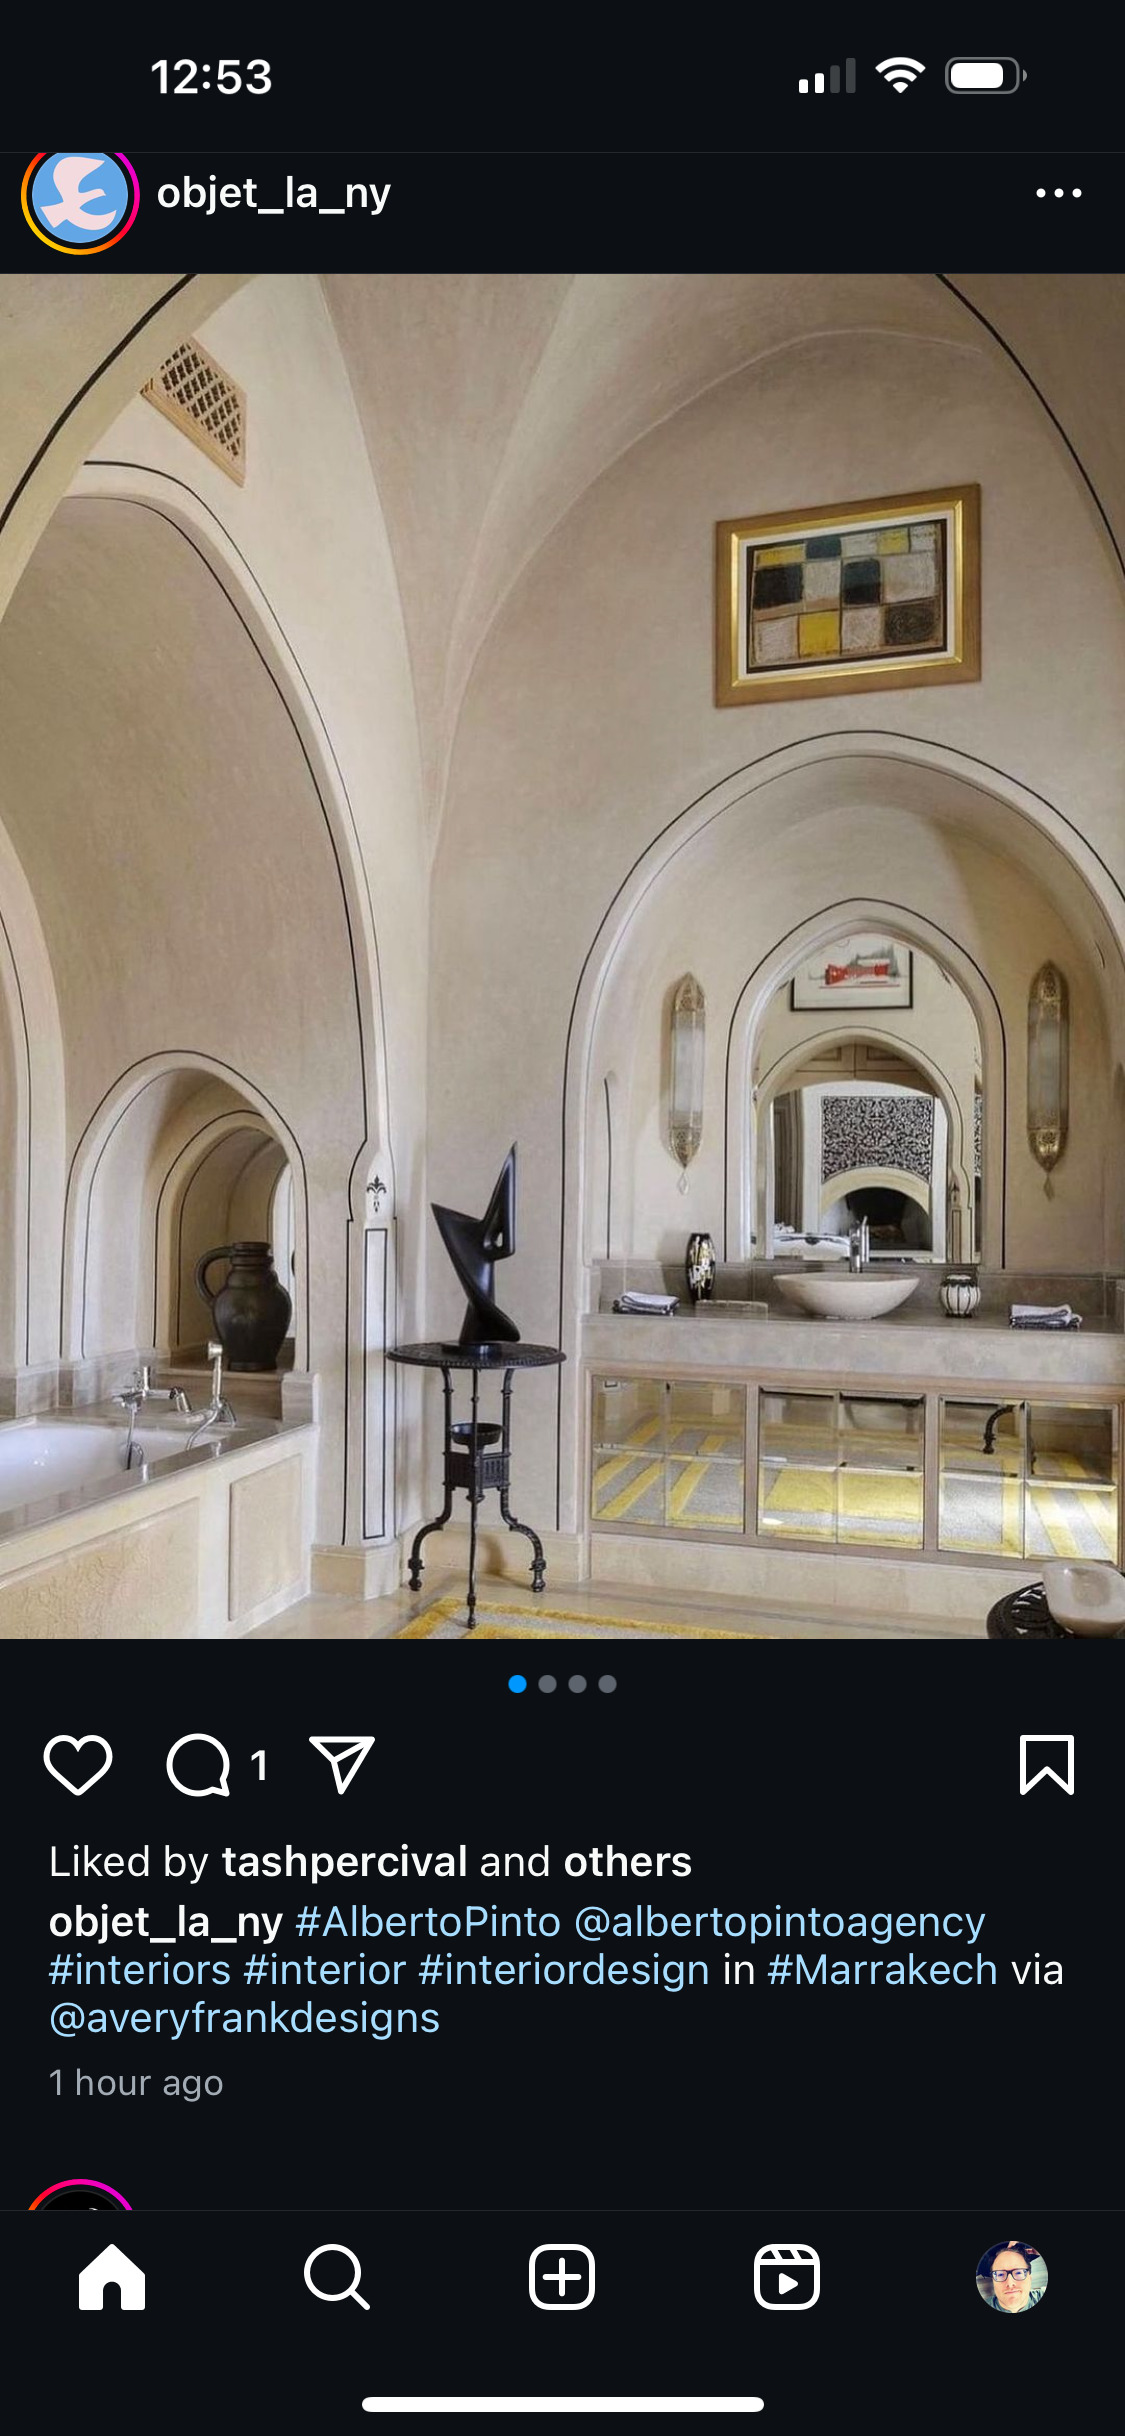 12:53
objet_la_ny
1
Liked by tashpercival and others
objet_la_ny #AlbertoPinto @albertopintoagency
#interiors #interior #interiordesign in #Marrakech via
@averyfrankdesigns
1 hour ago